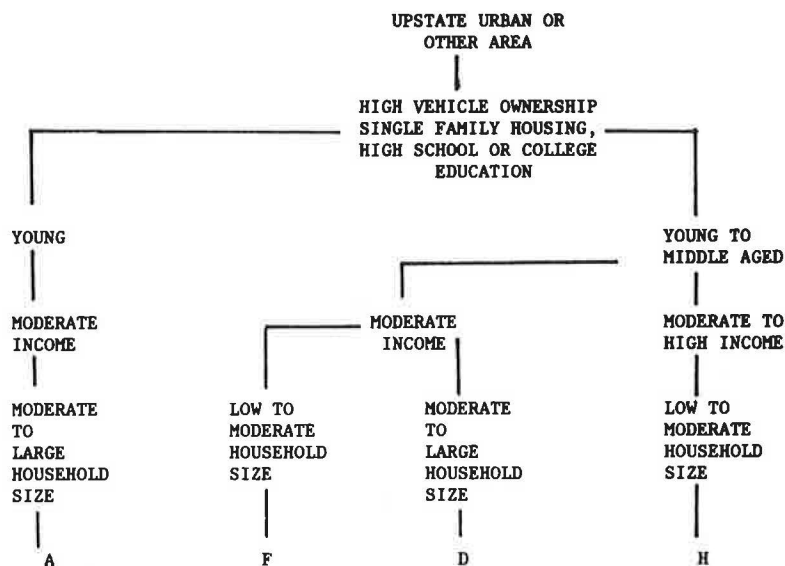 UPSTATE URBAN OR
OTHER AREA
HIGH VEHICLE OWNERSHIP
SINGLE FAMILY HOUSING,
HIGH SCHOOL OR COLLEGE
EDUCATION
YOUNG
YOUNG TO
MIDDLE AGED
MODERATE
INCOME
MODERATE
INCOME
MODERATE TO
HIGH INCOME
MODERATE
TO
LARGE
HOUSEHOLD
SIZE
LOW TO
MODERATE
HOUSEHOLD
SIZE
MODERATE
TO
LARGE
HOUSEHOLD
SIZE
LOW TO
MODERATE
HOUSEHOLD
SIZE
A
F
D
H